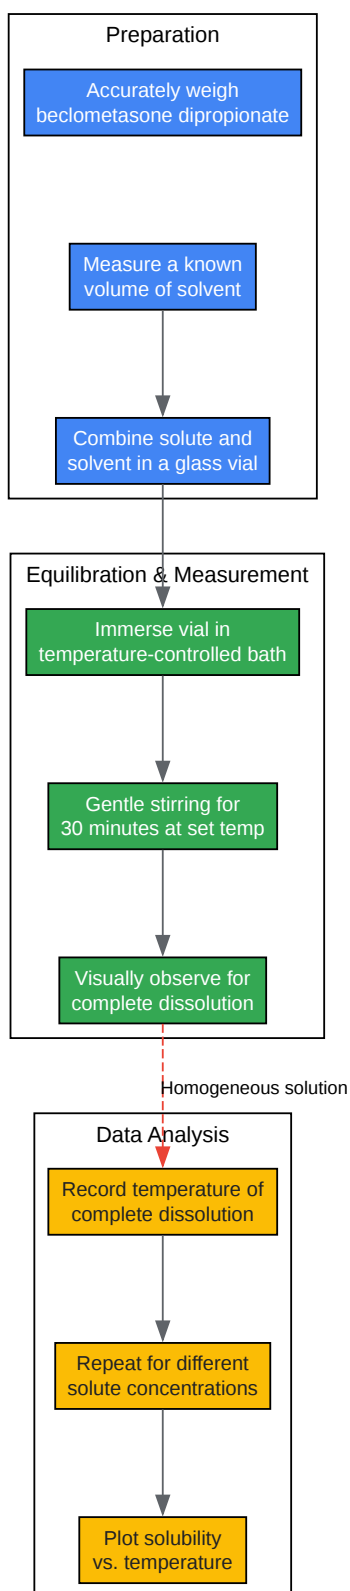 Preparation
Accurately weigh
beclometasone dipropionate
Measure a known
volume of solvent
Combine solute and
solvent in a glass vial
Equilibration & Measurement
Immerse vial in
temperature-controlled bath
Gentle stirring for
30 minutes at set temp
Visually observe for
complete dissolution
Homogeneous solution
Data Analysis
Record temperature of
complete dissolution
Repeat for different
solute concentrations
Plot solubility
vs. temperature